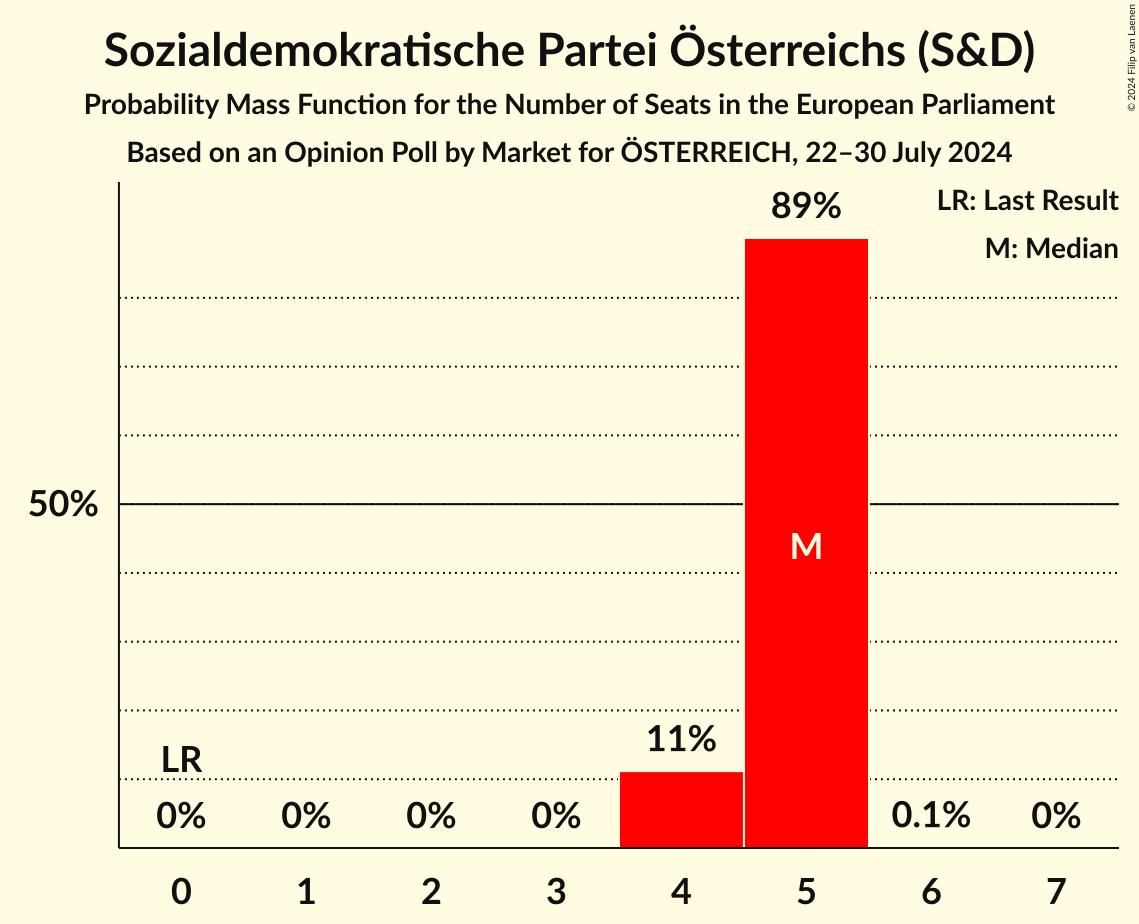 Sozialdemokratische Partei Österreichs (S&D)
Probability Mass Function for the Number of Seats in the European Parliament
Based on an Opinion Poll by Market for ÖSTERREICH, 22–30 July 2024
© 2024 Filip van Laenen
LR: Last Result
M: Median
89%
50%
M
11%
LR
0% 0% 0% 0% 0.1% 0%
0 1 2 3 4 5 6 7